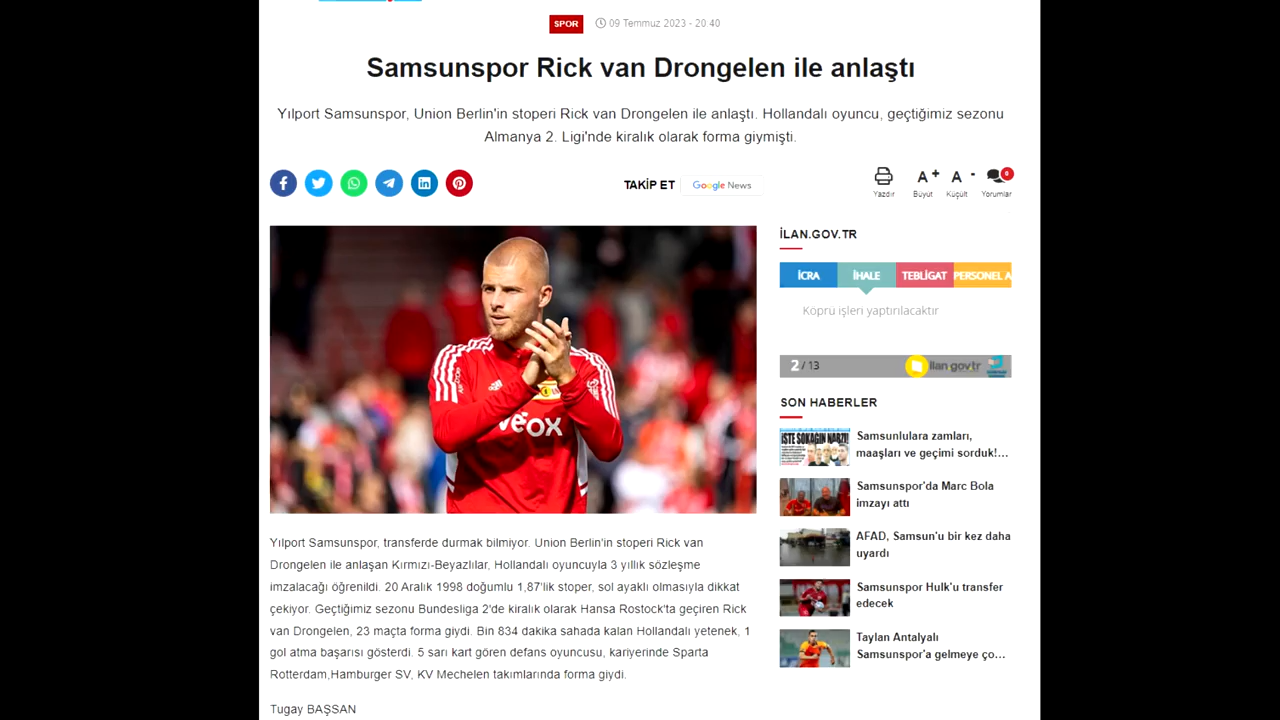 SPOR 09 Temmuz 2023 - 20:40
Samsunspor Rick van Drongelen ile anlaştı
Yılport Samsunspor, Union Berlin'in stoperi Rick van Drongelen ile anlaştı. Hollandalı oyuncu, geçtiğimiz sezonu
Almanya 2. Ligi'nde kiralık olarak forma giymişti.
TAKİP ET Google News
A+ A- 0
Yazdır Büyüt Küçült Yorumlar
İLAN.GOV.TR
İCRA İHALE TEBLİGAT PERSONEL A
Köprü işleri yaptırılacaktır
2 / 13 ilan.gov.tr
SON HABERLER
İŞTE SOKAĞIN NABZI!
Samsunlulara zamları,
maaşları ve geçimi sorduk!...
Samsunspor'da Marc Bola
imzayı attı
AFAD, Samsun'u bir kez daha
uyardı
Samsunspor Hulk'u transfer
edecek
Taylan Antalyalı
Samsunspor'a gelmeye ço...
Yılport Samsunspor, transferde durmak bilmiyor. Union Berlin'in stoperi Rick van
Drongelen ile anlaşan Kırmızı-Beyazlılar, Hollandalı oyuncuyla 3 yıllık sözleşme
imzalacağı öğrenildi. 20 Aralık 1998 doğumlu 1,87'lik stoper, sol ayaklı olmasıyla dikkat
çekiyor. Geçtiğimiz sezonu Bundesliga 2'de kiralık olarak Hansa Rostock'ta geçiren Rick
van Drongelen, 23 maçta forma giydi. Bin 834 dakika sahada kalan Hollandalı yetenek, 1
gol atma başarısı gösterdi. 5 sarı kart gören defans oyuncusu, kariyerinde Sparta
Rotterdam,Hamburger SV, KV Mechelen takımlarında forma giydi.
Tugay BAŞSAN